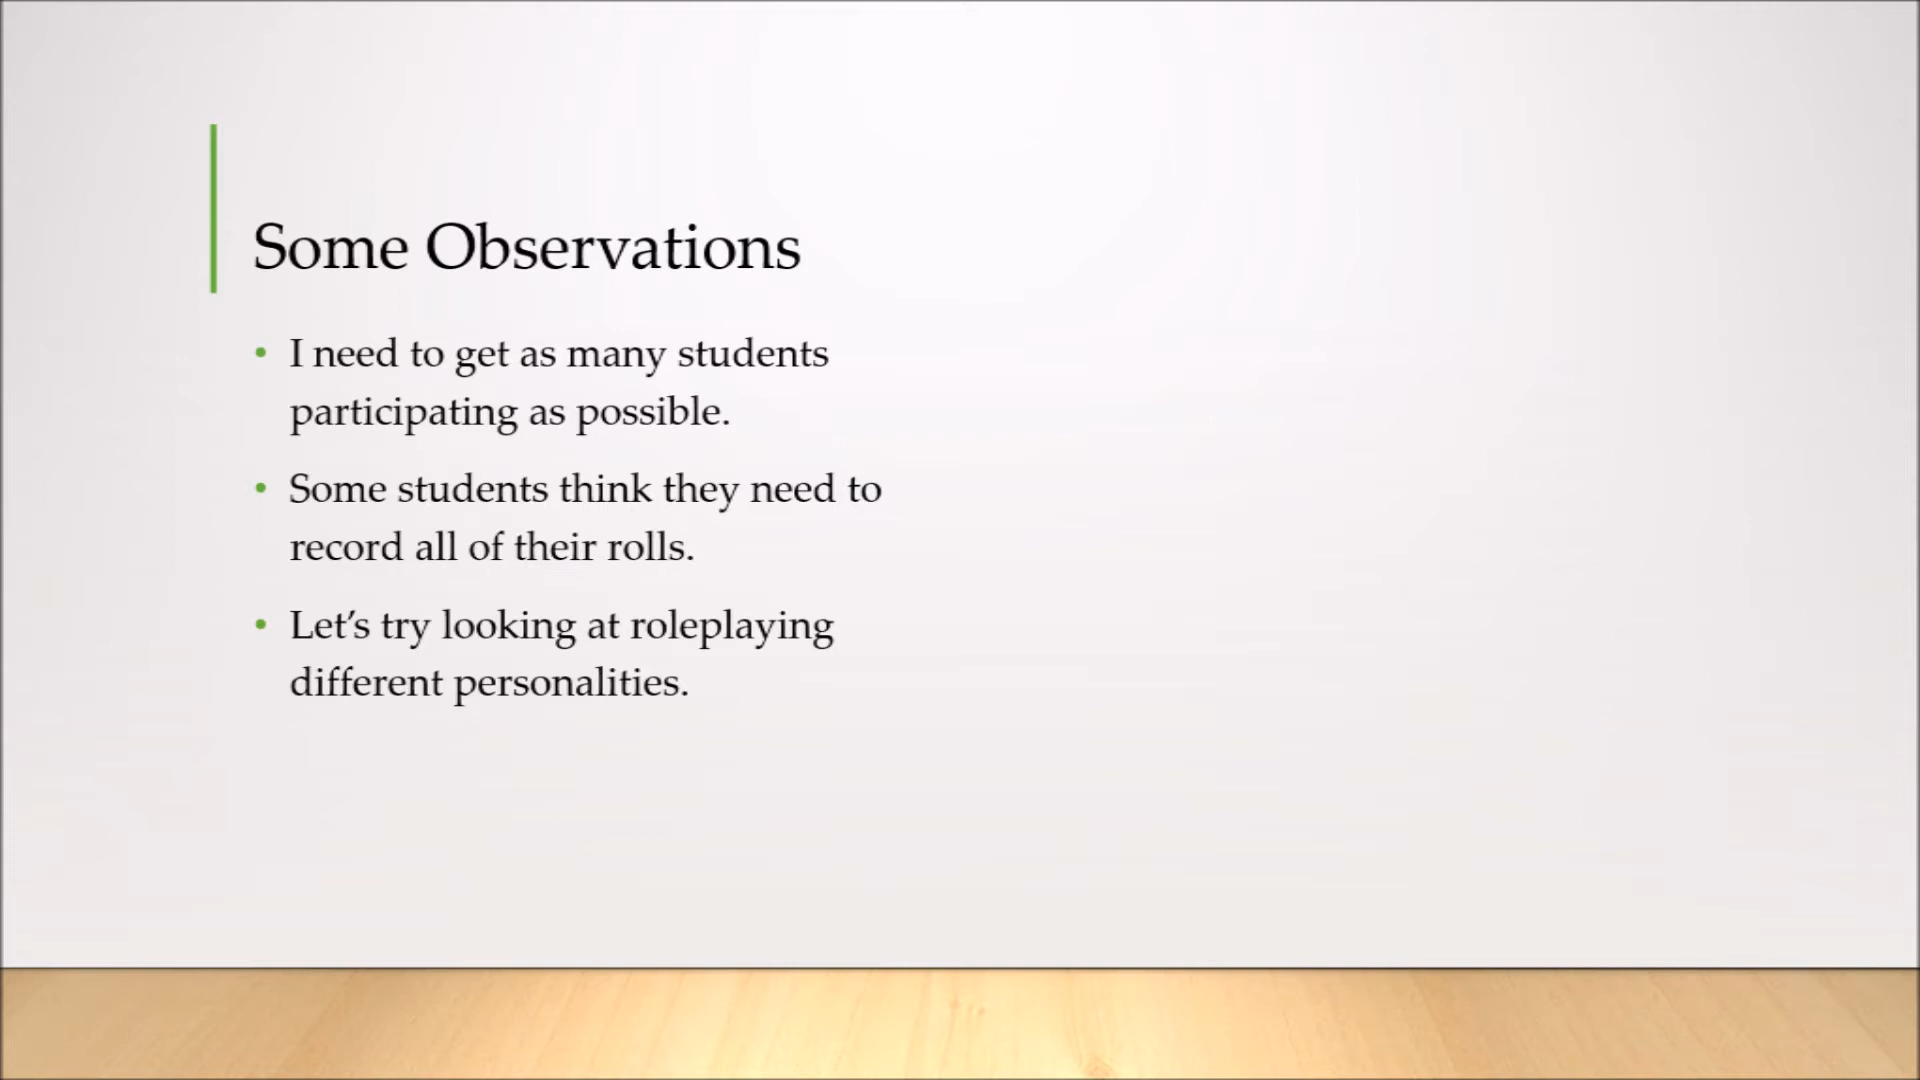 Some Observations
• I need to get as many students
participating as possible.
• Some students think they need to
record all of their rolls.
• Let’s try looking at roleplaying
different personalities.